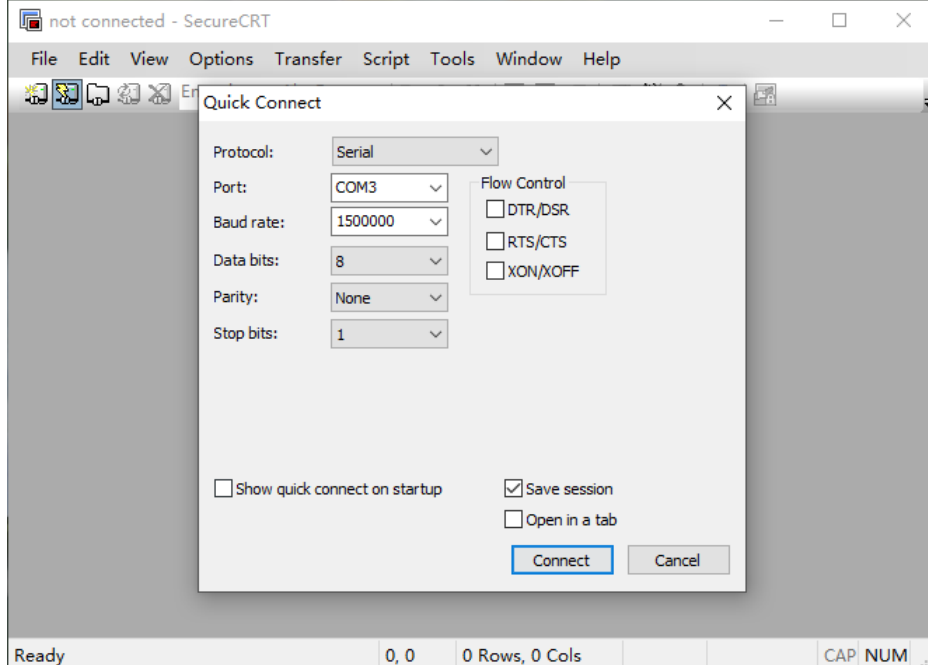 not connected - SecureCRT
File Edit View Options Transfer Script Tools Window Help
Quick Connect
Protocol: Serial
Port: COM3
Flow Control
Baud rate: 1500000
DTR/DSR
RTS/CTS
Data bits: 8
XON/XOFF
Parity: None
Stop bits: 1
Show quick connect on startup
Save session
Open in a tab
Connect Cancel
Ready 0, 0 0 Rows, 0 Cols CAP NUM